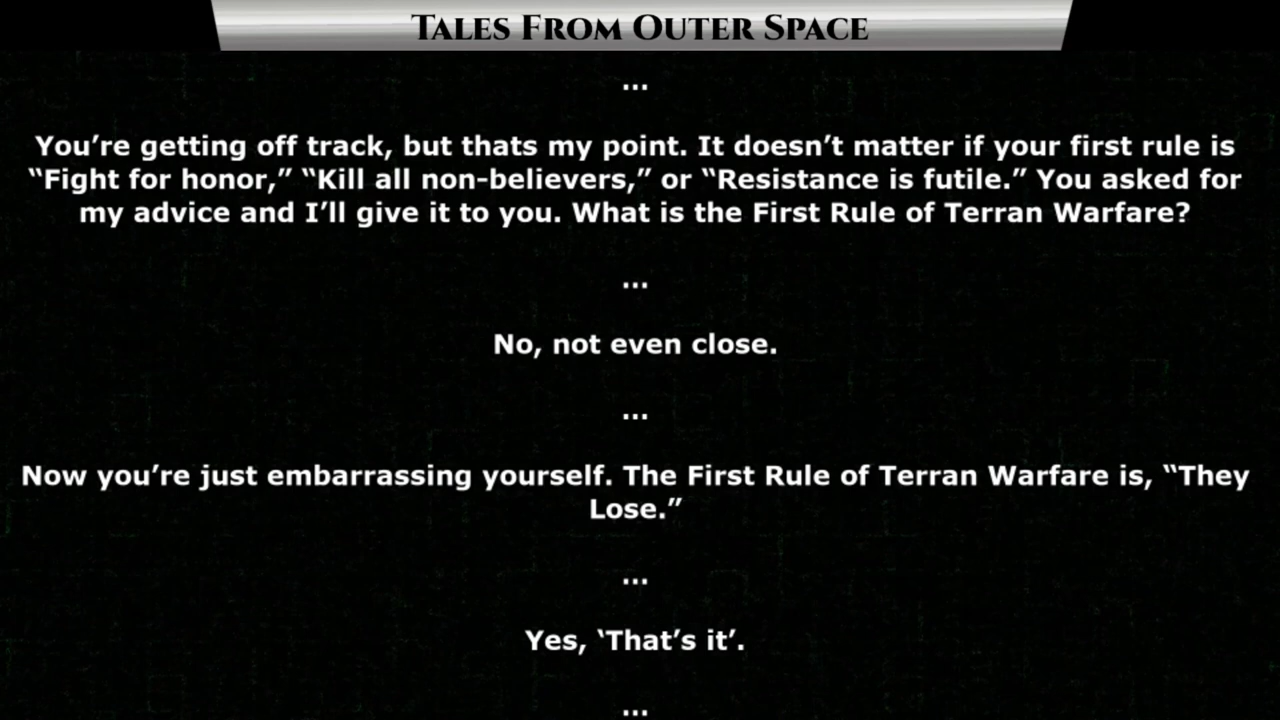 Tales From Outer Space
...
You’re getting off track, but thats my point. It doesn’t matter if your first rule is
“Fight for honor,” “Kill all non-believers,” or “Resistance is futile.” You asked for
my advice and I’ll give it to you. What is the First Rule of Terran Warfare?
...
No, not even close.
...
Now you’re just embarrassing yourself. The First Rule of Terran Warfare is, “They
Lose.”
...
Yes, ‘That’s it’.
...